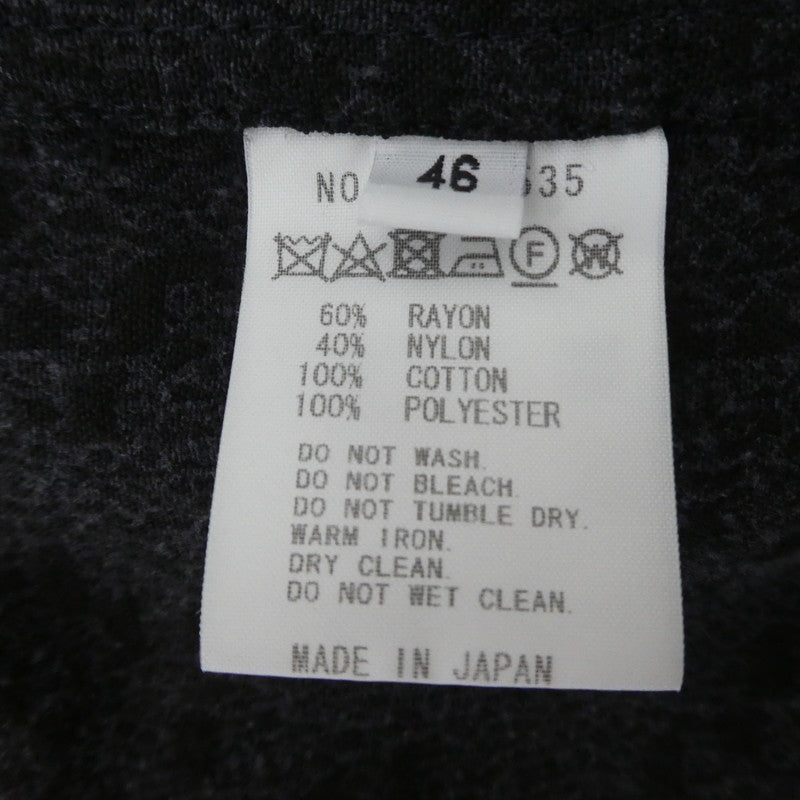 46
NO 535
F W
60% RAYON
40% NYLON
100% COTTON
100% POLYESTER
DO NOT WASH.
DO NOT BLEACH.
DO NOT TUMBLE DRY.
WARM IRON.
DRY CLEAN.
DO NOT WET CLEAN.
MADE IN JAPAN